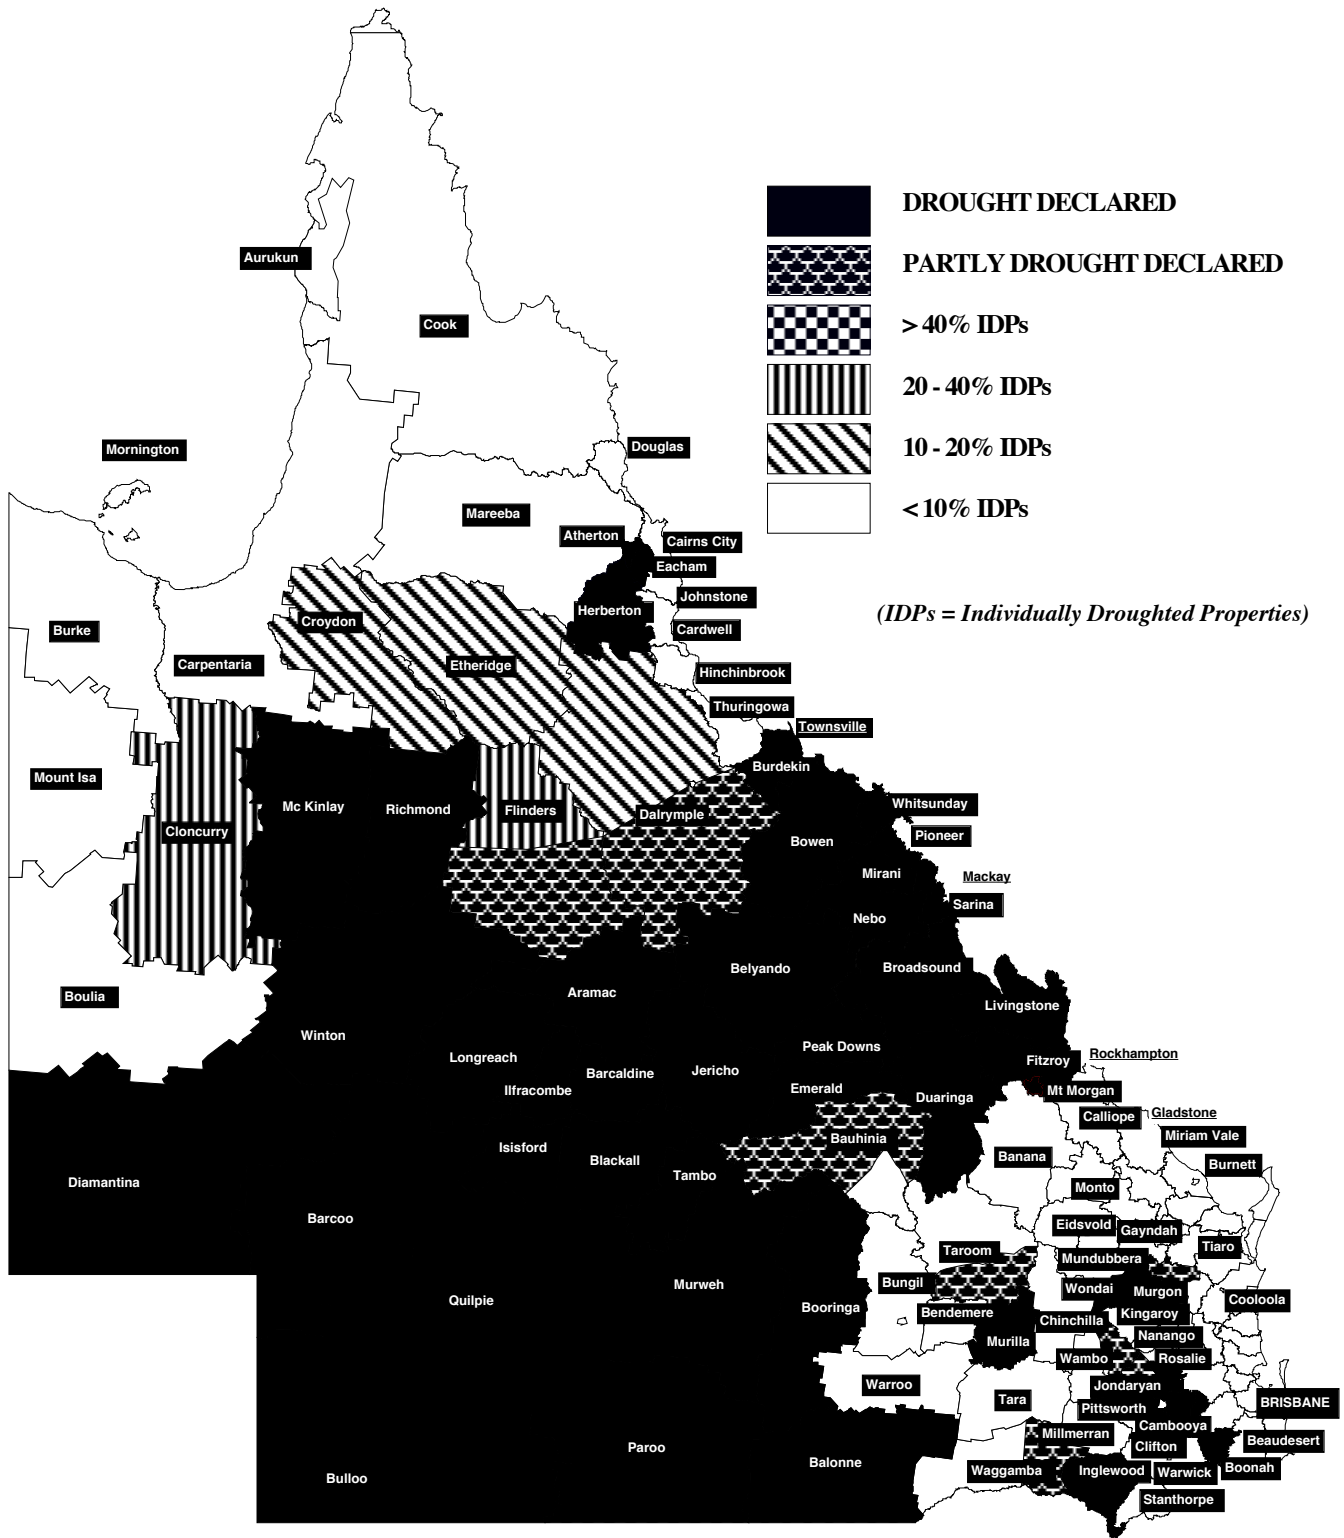 DROUGHT DECLARED
Aurukun
PARTLY DROUGHT DECLARED
Cook
> 40% IDPs
20 - 40% IDPs
Mornington
Douglas
10 - 20% IDPs
Mareeba
< 10% IDPs
Atherton
Cairns City
Eacham
Johnstone
Herberton
(IDPs = Individually Droughted Properties)
Croydon
Burke
Cardwell
Carpentaria
Etheridge
Hinchinbrook
Thuringowa
Townsville
Burdekin
Mount Isa
Mc Kinlay
Richmond
Flinders
Dalrymple
Whitsunday
Cloncurry
Pioneer
Bowen
Mirani
Mackay
Sarina
Nebo
Belyando
Broadsound
Boulia
Aramac
Livingstone
Winton
Longreach
Peak Downs
Rockhampton
Fitzroy
Barcaldine
Jericho
Ilfracombe
Emerald
Mt Morgan
Duaringa
Calliope
Gladstone
Isisford
Bauhinia
Miriam Vale
Blackall
Banana
Burnett
Diamantina
Tambo
Monto
Barcoo
Eidsvold
Gayndah
Taroom
Tiaro
Mundubbera
Murweh
Bungil
Wondai
Murgon
Quilpie
Booringa
Cooloola
Bendemere
Chinchilla
Kingaroy
Murilla
Nanango
Wambo
Rosalie
Warroo
Jondaryan
Tara
BRISBANE
Pittsworth
Cambooya
Millmerran
Beaudesert
Paroo
Clifton
Balonne
Waggamba
Inglewood
Warwick
Boonah
Bulloo
Stanthorpe